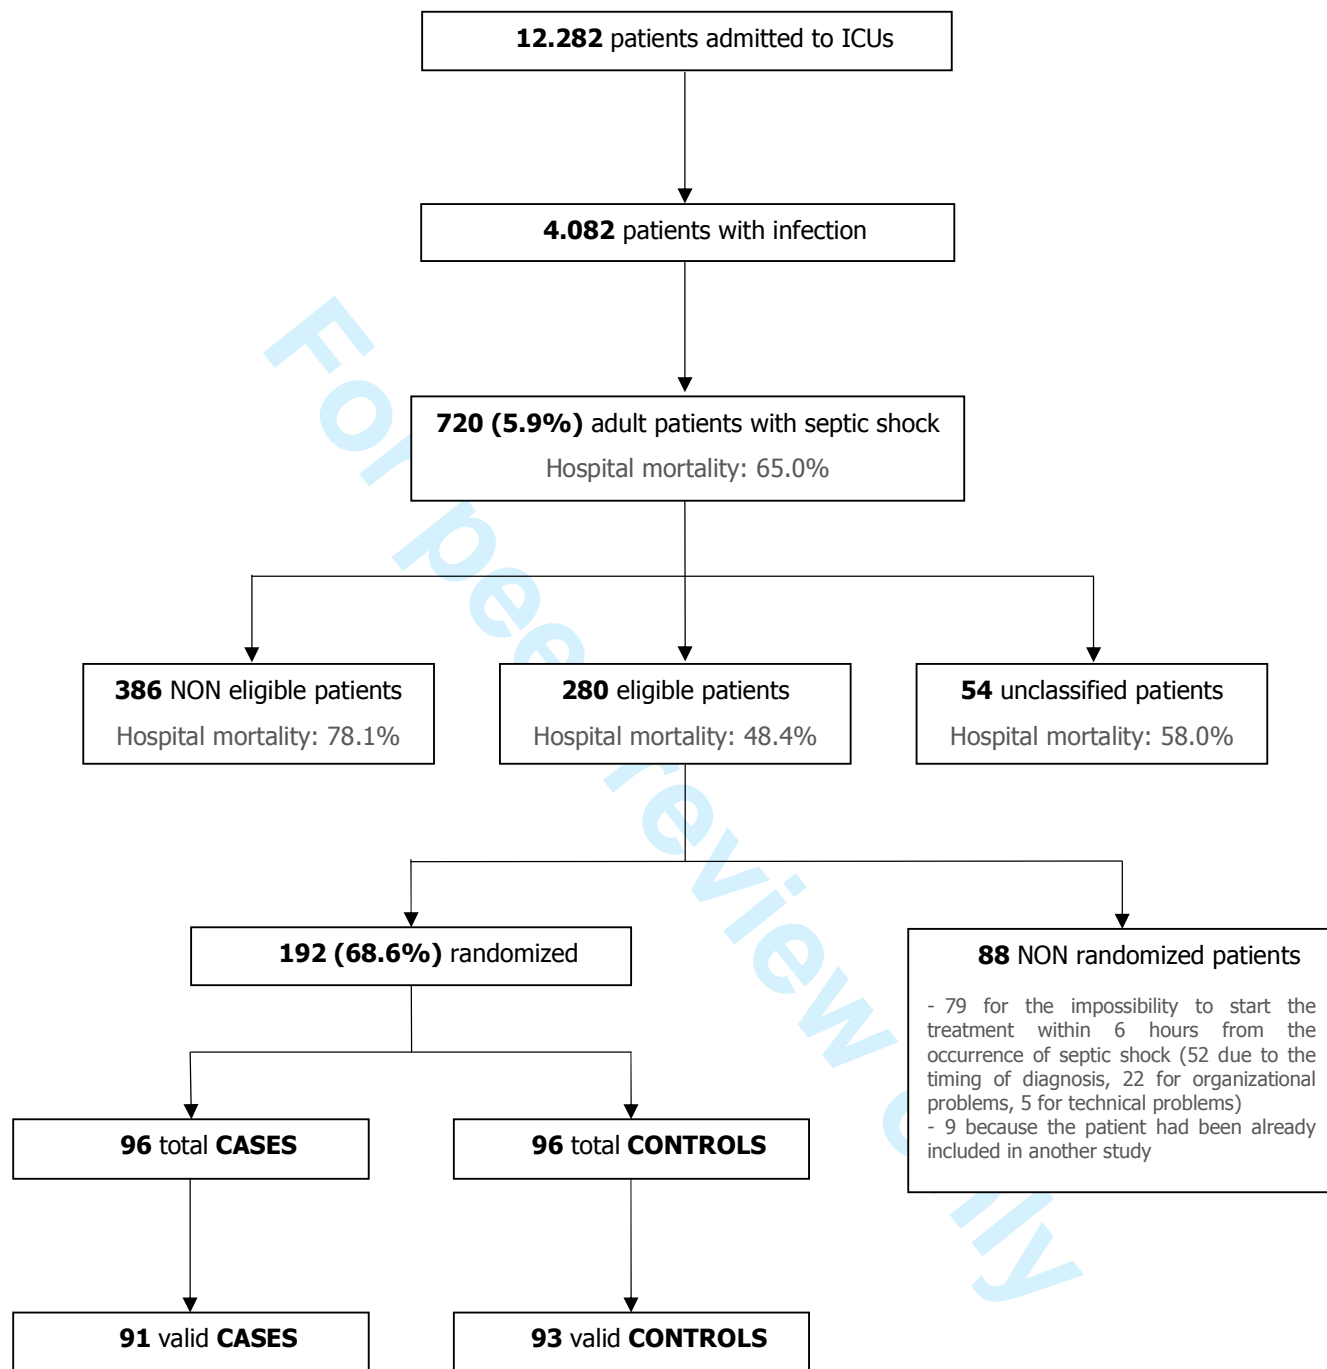 12.282 patients admitted to ICUs
4.082 patients with infection
720 (5.9%) adult patients with septic shock
Hospital mortality: 65.0%
386 NON eligible patients
Hospital mortality: 78.1%
280 eligible patients
Hospital mortality: 48.4%
54 unclassified patients
Hospital mortality: 58.0%
192 (68.6%) randomized
88 NON randomized patients
- 79 for the impossibility to start the
treatment within 6 hours from the
occurrence of septic shock (52 due to the
timing of diagnosis, 22 for organizational
problems, 5 for technical problems)
- 9 because the patient had been already
included in another study
96 total CASES
96 total CONTROLS
91 valid CASES
93 valid CONTROLS
For peer review only